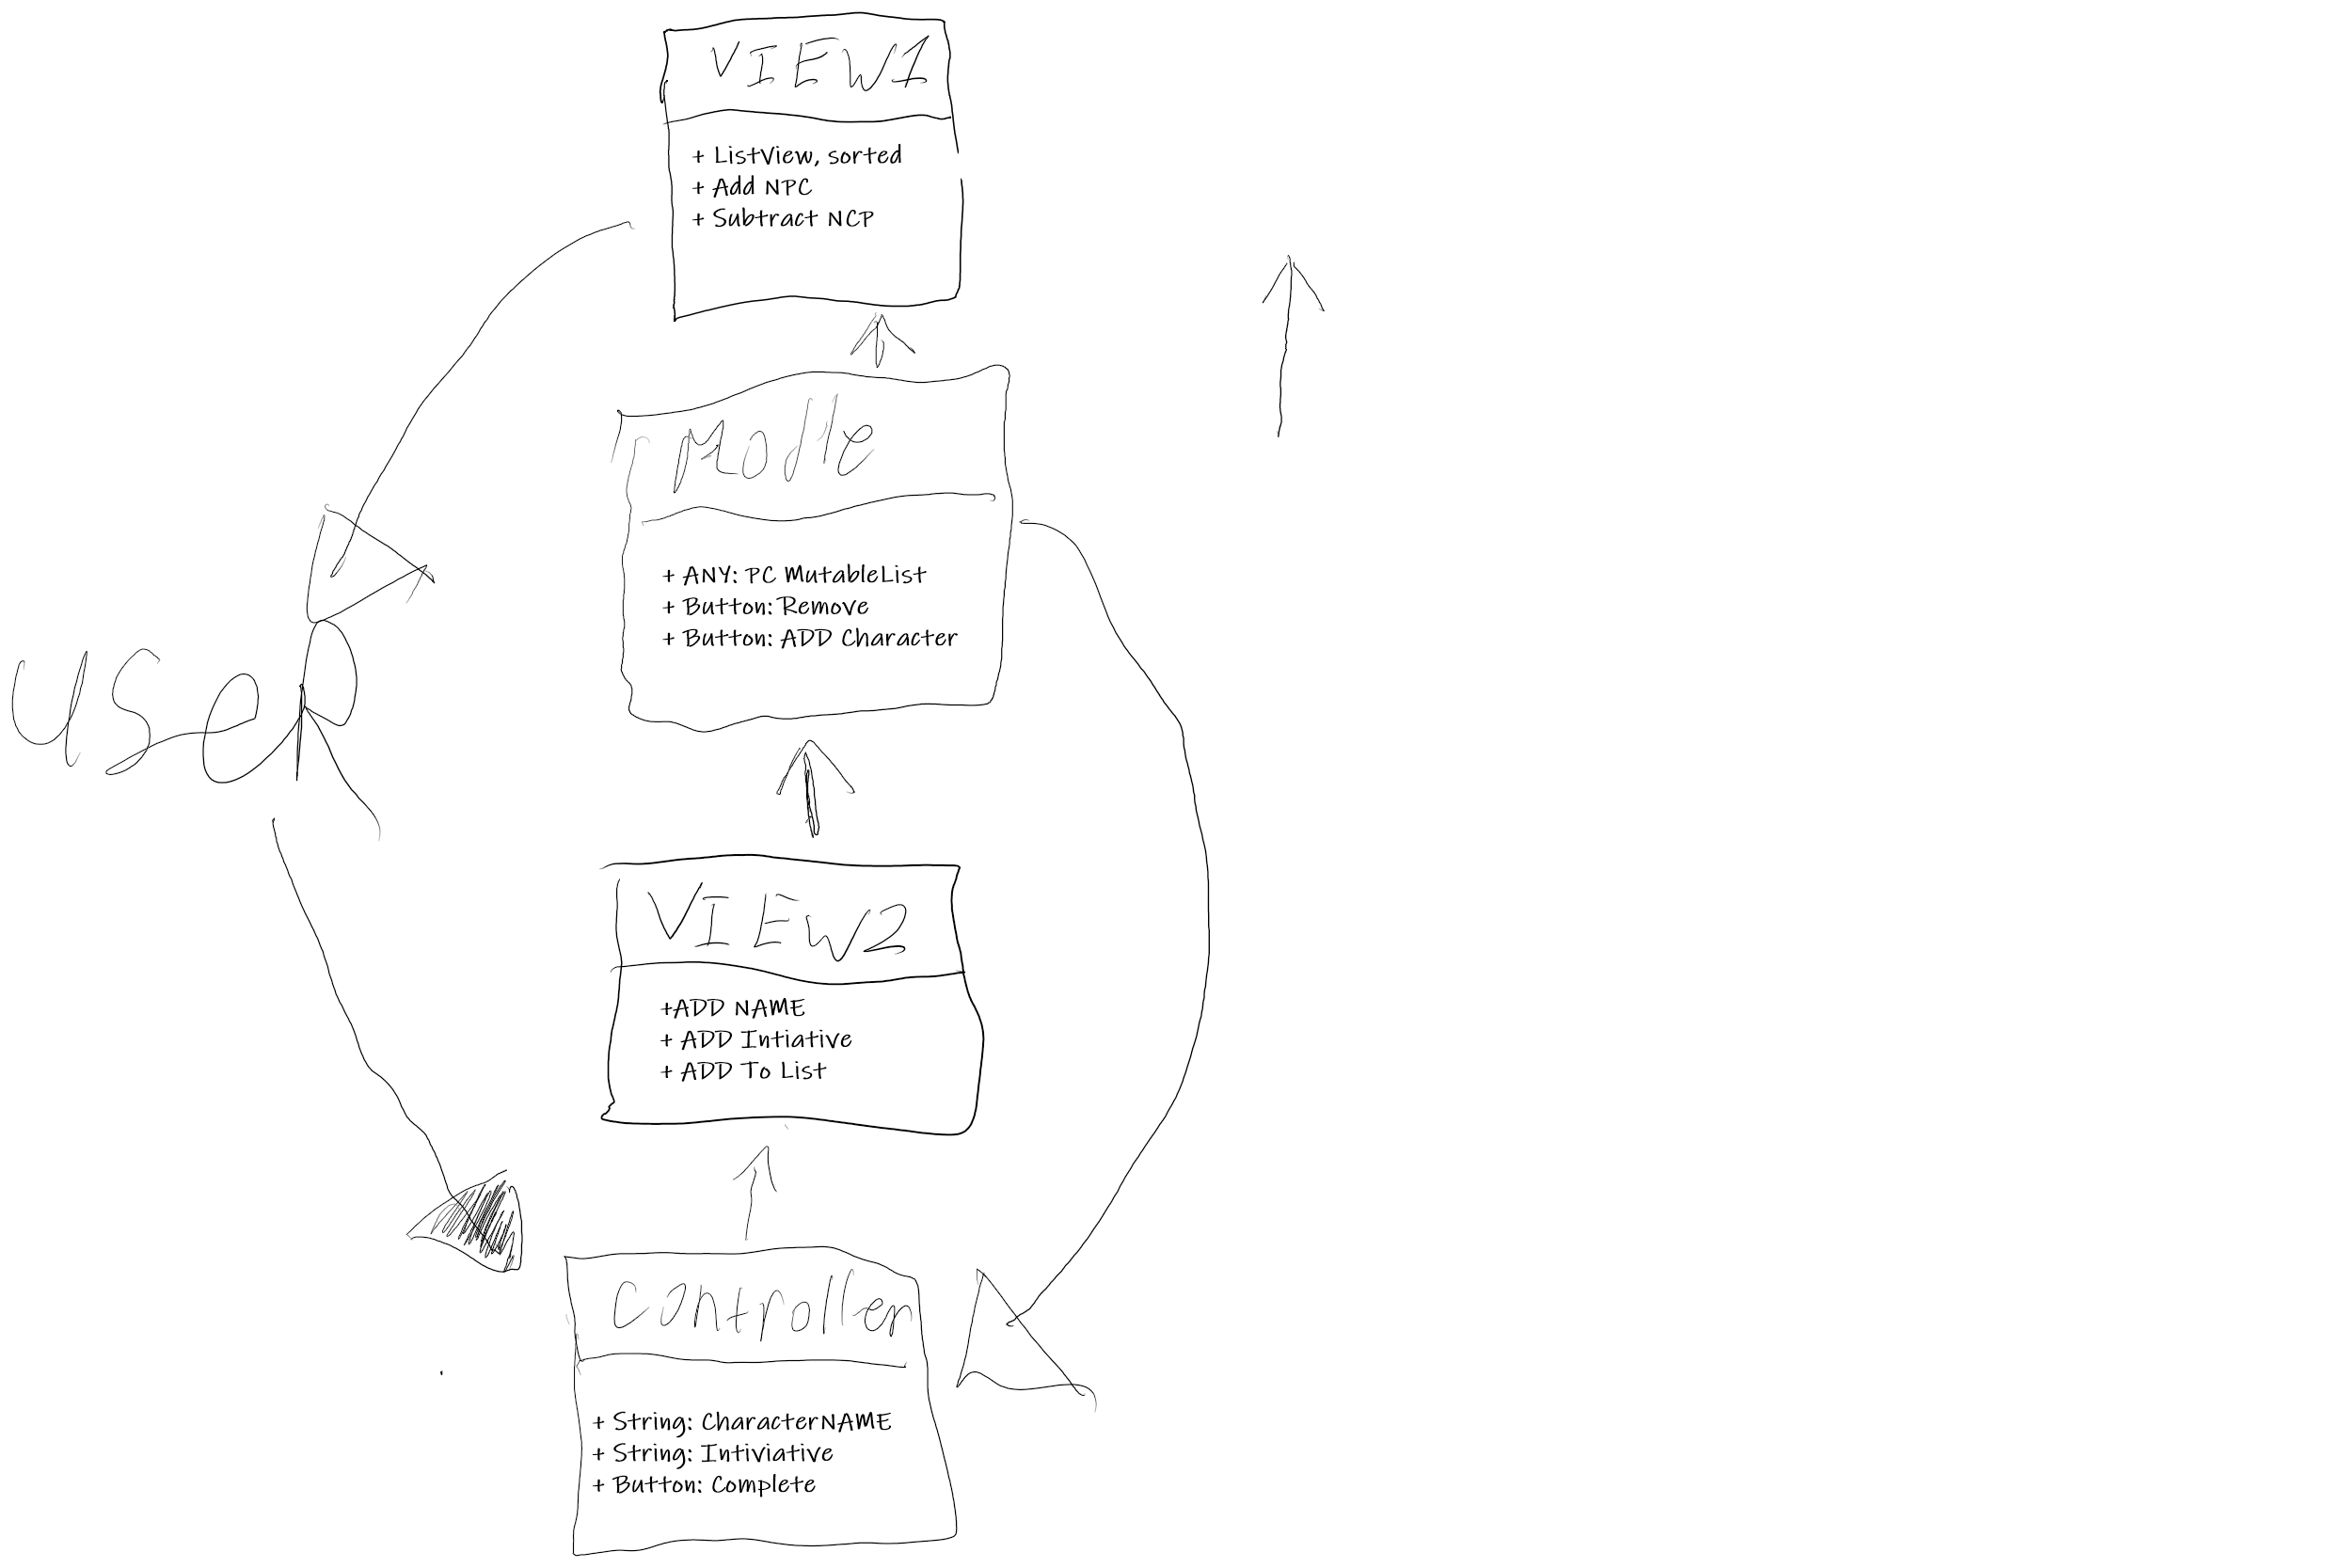 VIEW1
+ ListView, sorted
+ Add NPC
+ Subtract NCP
Modle
+ ANY: PC MutableList
+ Button: Remove
+ Button: ADD Character
user
VIEW2
+ADD NAME
+ ADD Intiative
+ ADD To List
controller
+ String: CharacterNAME
+ String: Intiviative
+ Button: Complete